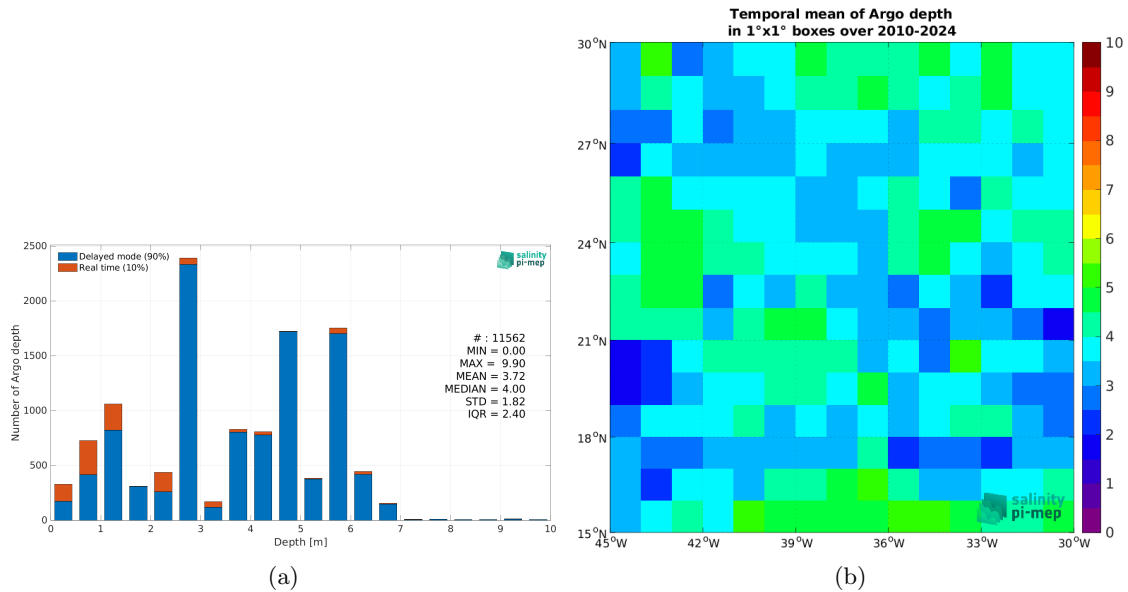 Temporal mean of Argo depth
in 1°x1° boxes over 2010-2024
Delayed mode (90%)
Real time (10%)
salinity
pi-mep
# : 11562
MIN = 0.00
MAX = 9.90
MEAN = 3.72
MEDIAN = 4.00
STD = 1.82
IQR = 2.40
Number of Argo depth
2500
2000
1500
1000
500
0
0 1 2 3 4 5 6 7 8 9 10
Depth [m]
(a)
30°N
27°N
24°N
21°N
18°N
15°N
45°W 42°W 39°W 36°W 33°W 30°W
salinity
pi-mep
10
9
8
7
6
5
4
3
2
1
0
(b)